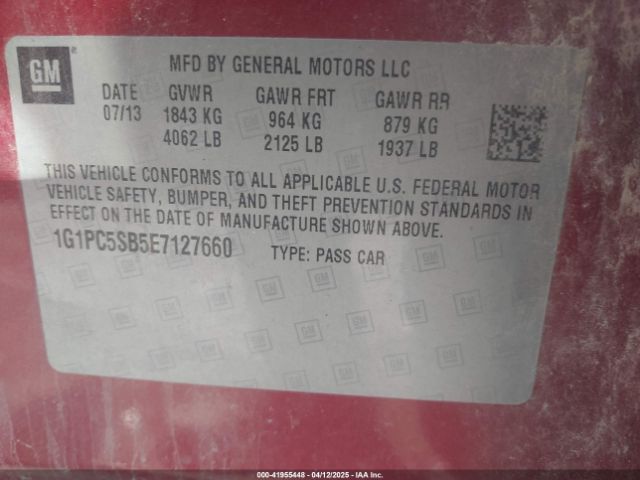 GM
MFD BY GENERAL MOTORS LLC
DATE GVWR GAWR FRT GAWR RR
07/13 1843 KG 964 KG 879 KG
4062 LB 2125 LB 1937 LB
THIS VEHICLE CONFORMS TO ALL APPLICABLE U.S. FEDERAL MOTOR
VEHICLE SAFETY, BUMPER, AND THEFT PREVENTION STANDARDS IN
EFFECT ON THE DATE OF MANUFACTURE SHOWN ABOVE.
1G1PC5SB5E7127660 TYPE: PASS CAR
000-41955448 - 04/12/2025 - IAA Inc.